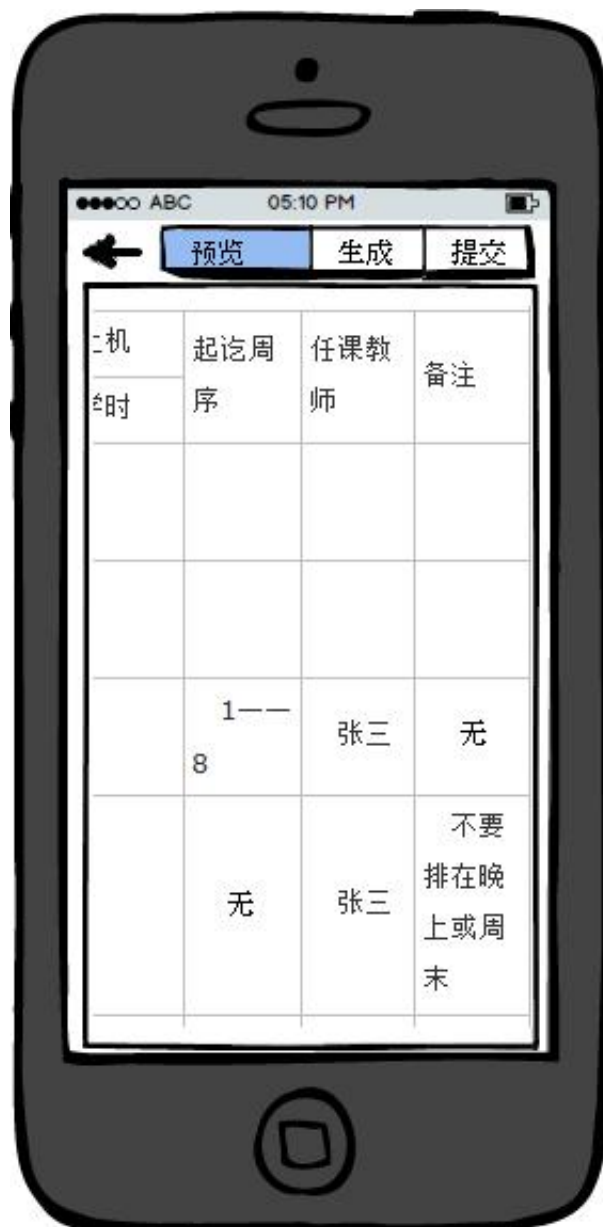 ABC 05:10 PM
预览 生成 提交
机 起讫周 任课教 备注
学时 序 师
1——
8
张三
无
无
张三
不要
排在晚
上或周
末